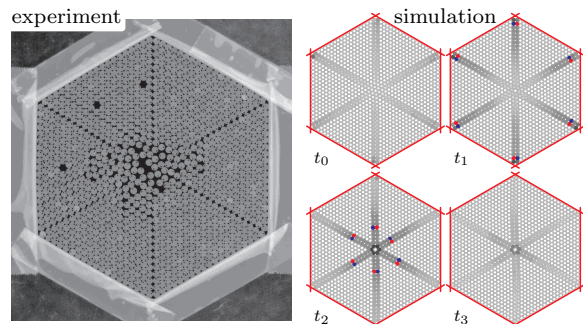 experiment
simulation
t₀
t₁
t₂
t₃